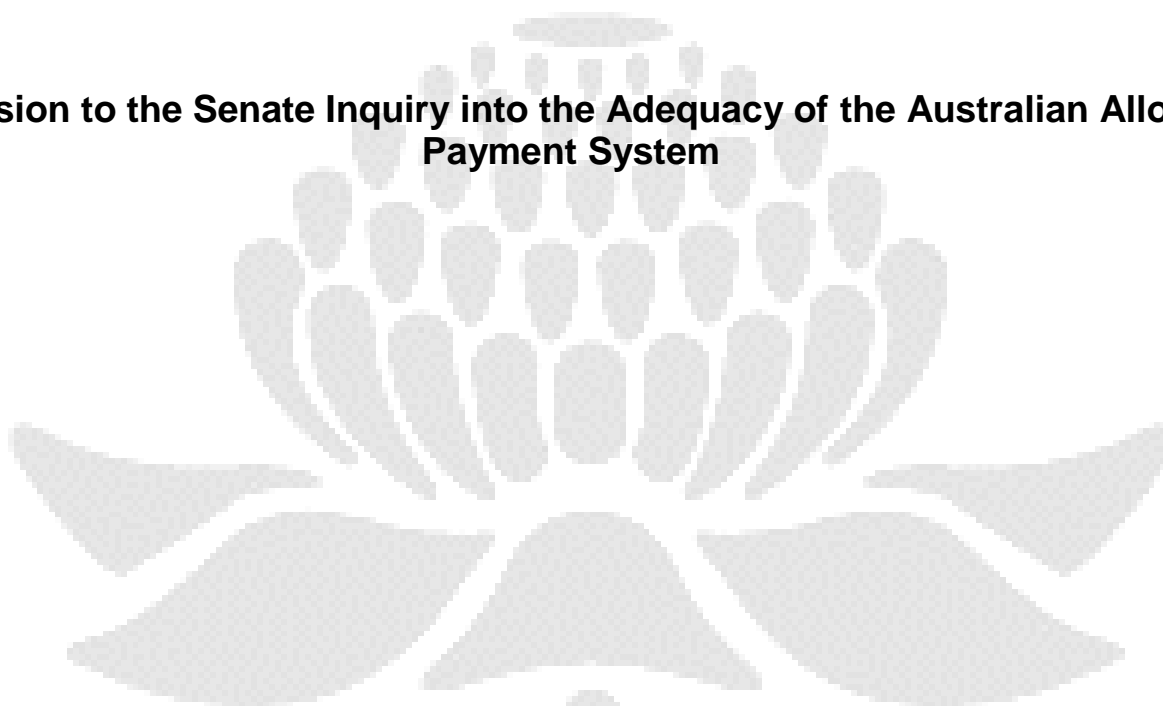 sion to the Senate Inquiry into the Adequacy of the Australian Allo
Payment System